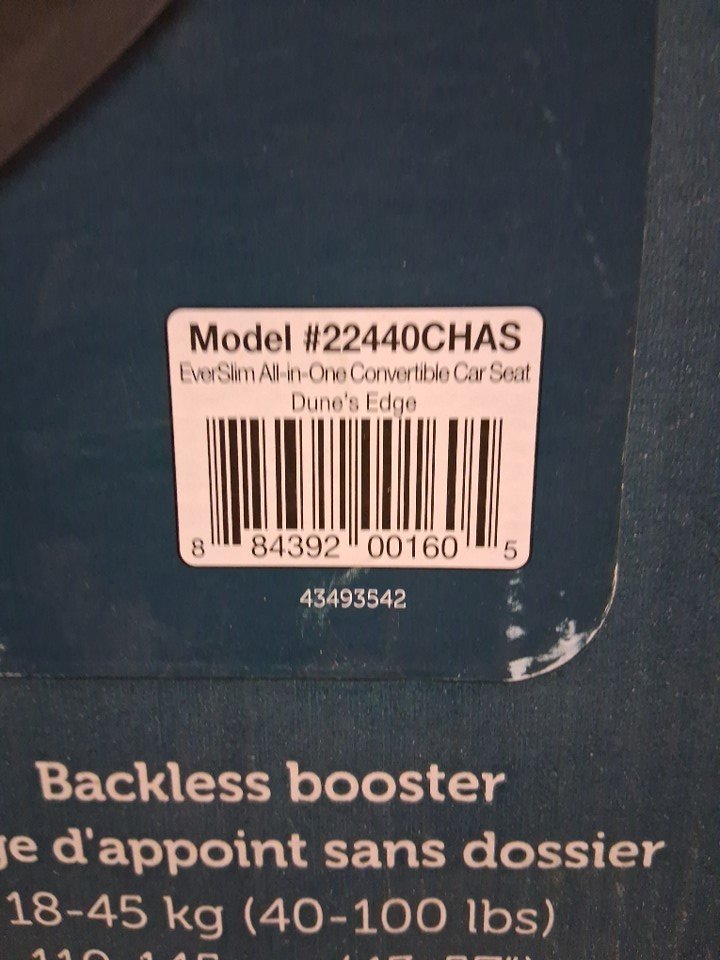 Model #22440CHAS
EverSlim All-in-One Convertible Car Seat
Dune's Edge
8 84392 00160 5
43493542
Backless booster
d'appoint sans dossier
18-45 kg (40-100 lbs)